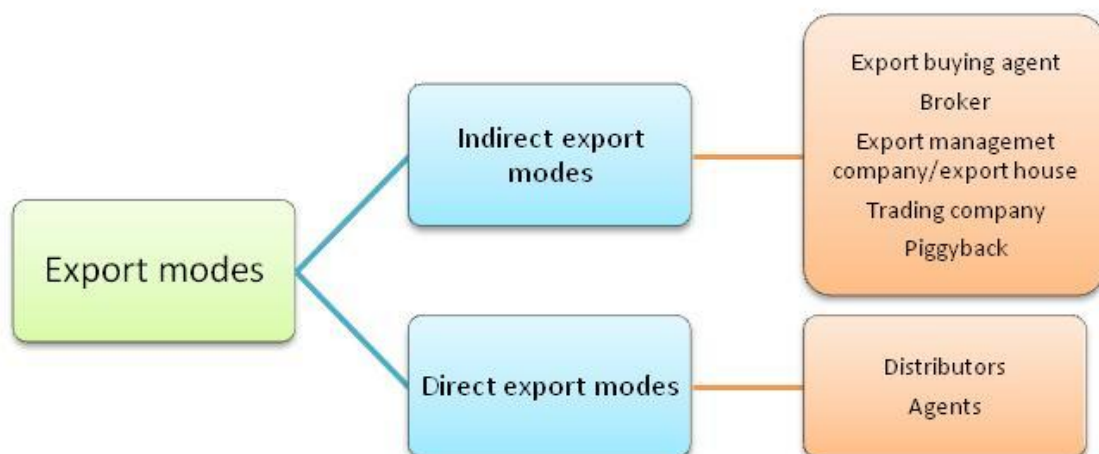 Export modes
Indirect export
modes
Export buying agent
Broker
Export managemet
company/export house
Trading company
Piggyback
Direct export modes
Distributors
Agents